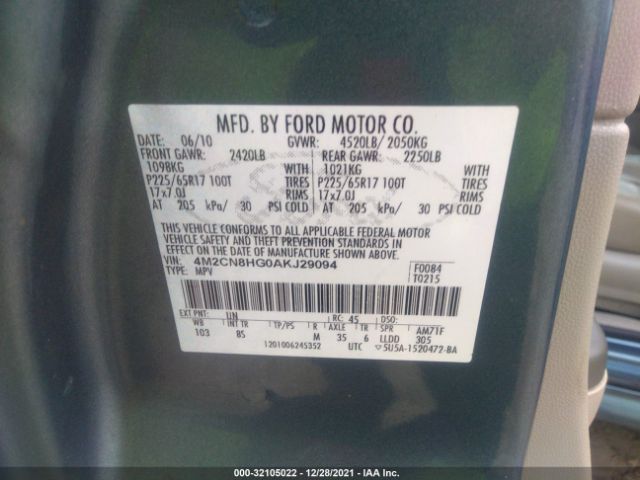 MFD. BY FORD MOTOR CO.
DATE: 06/10 GVWR: 4520LB/ 2050KG
FRONT GAWR: 2420LB REAR GAWR: 2250LB
1098KG WITH 1021KG WITH
P225/65R17 100T TIRES P225/65R17 100T TIRES
17x7.0J RIMS 17x7.0J RIMS
AT 205 kPa/ 30 PSI COLD AT 205 kPa/ 30 PSI COLD
THIS VEHICLE CONFORMS TO ALL APPLICABLE FEDERAL MOTOR
VEHICLE SAFETY AND THEFT PREVENTION STANDARDS IN
EFFECT ON THE DATE OF MANUFACTURE SHOWN ABOVE.
VIN: 4M2CN8HG0AKJ29094 F0084
TYPE: MPV T0215
EXT PNT: UN RC: 45 DSO:
WB INT TR TP/PS R AXLE TR SPR AM71F
103 85 M 35 6 LLDD 305
1201006245352 UTC 5U5A-1520472-BA
000-32105022 - 12/28/2021 - IAA Inc.